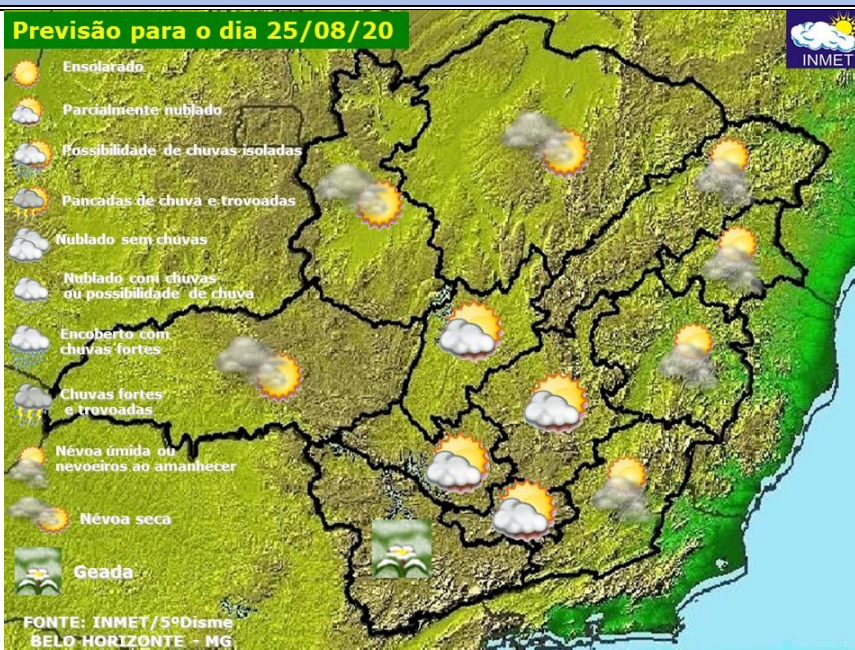 Previsão para o dia 25/08/20
INMET
Ensolarado
Parcialmente nublado
Possibilidade de chuvas isoladas
Pancadas de chuva e trovoadas
Nublado sem chuvas
Nublado com chuvas
ou possibilidade de chuva
Encoberto com
chuvas fortes
Chuvas fortes
e trovoadas
Névoa úmida ou
nevoeiros ao amanhecer
Névoa seca
Geada
FONTE: INMET/5ºDisme
BELO HORIZONTE - MG